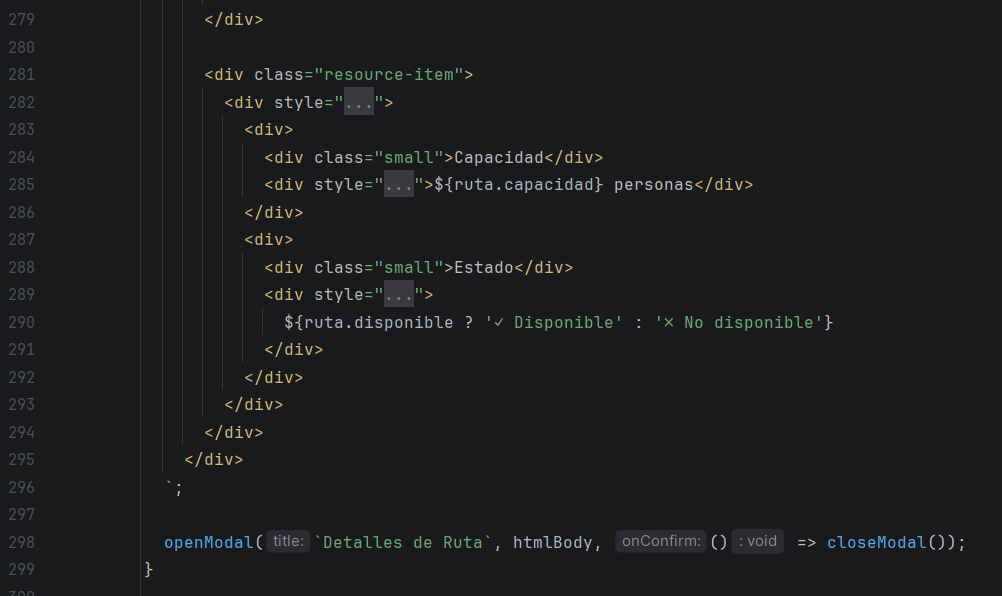 279 </div>
280
281 <div class="resource-item">
282 <div style="...">
283 <div>
284 <div class="small">Capacidad</div>
285 <div style="...">${ruta.capacidad} personas</div>
286 </div>
287 <div>
288 <div class="small">Estado</div>
289 <div style="...">
290 ${ruta.disponible ? '✓ Disponible' : '✕ No disponible'}
291 </div>
292 </div>
293 </div>
294 </div>
295 </div>
296 `;
297
298 openModal( title: `Detalles de Ruta`, htmlBody, onConfirm: () : void => closeModal());
299 }